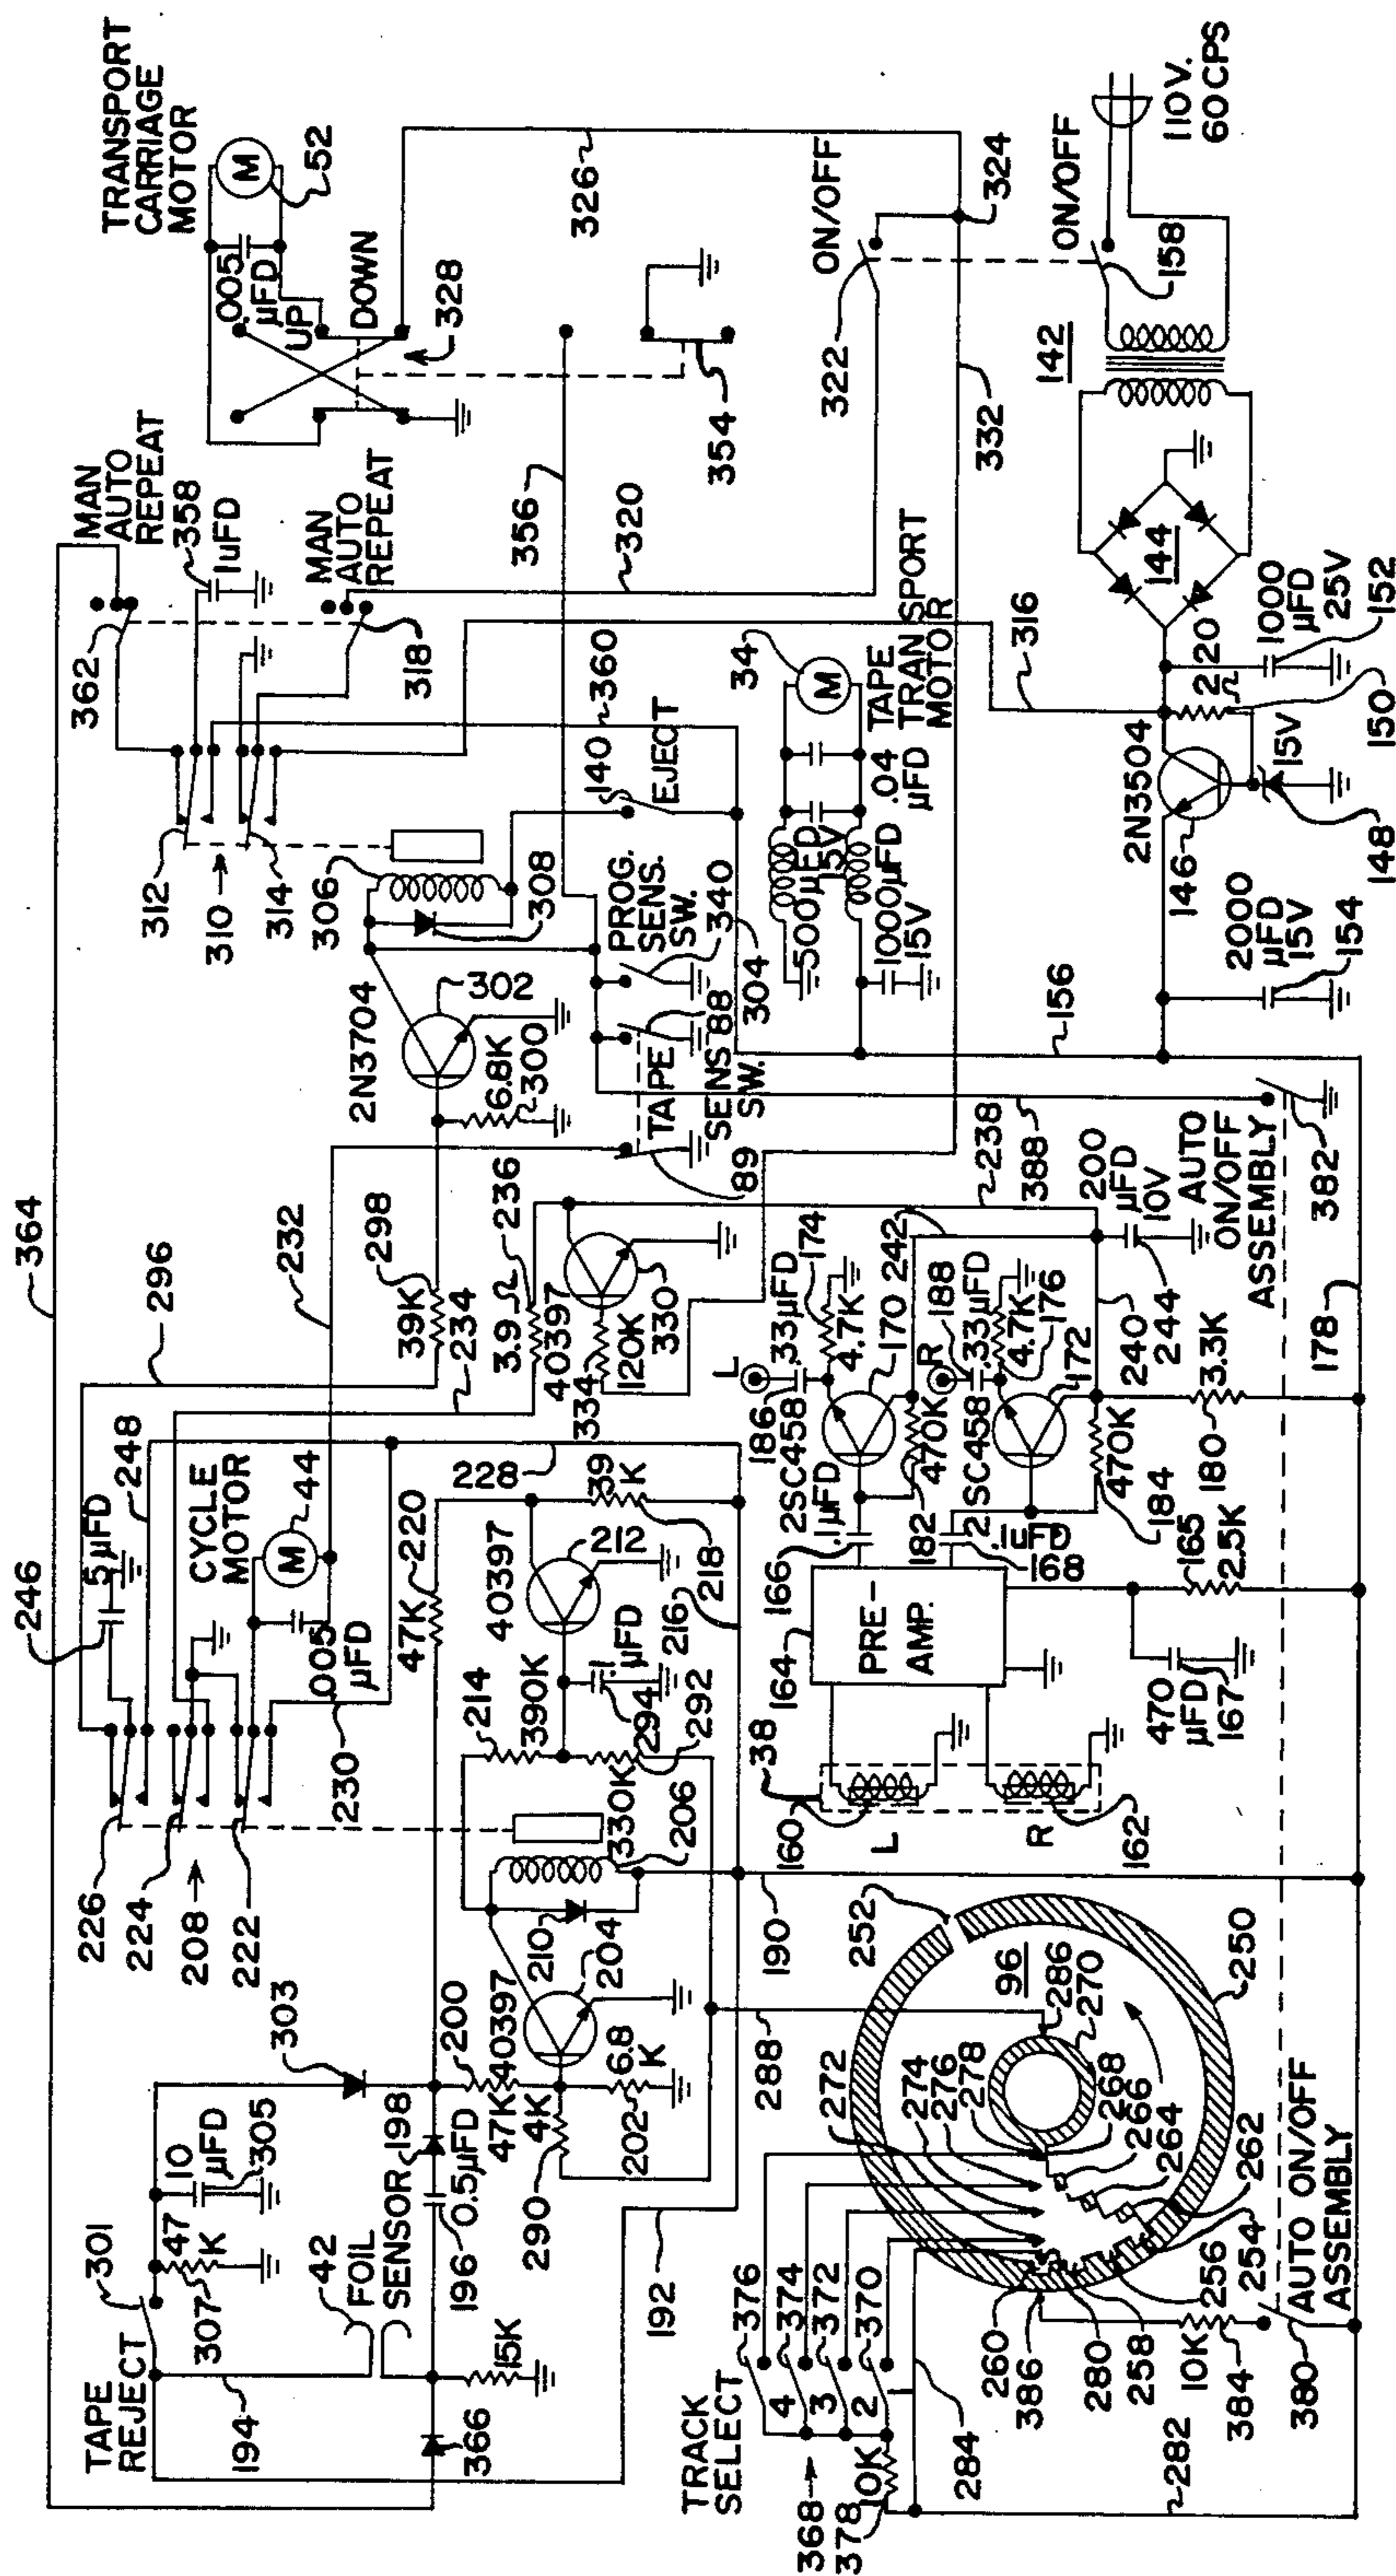 364
TAPE
REJECT
301
10
μFD
305
47
K
307
303
194
42
FOIL
SENSOR
198
15K
366
196
0.5μFD
200
47K
40397
4K
290
202
6.8
K
204
210
206
192
226
224
208
222
246
.5μFD
248
CYCLE
MOTOR
44
.005
μFD
230
47K
220
214
390K
330K
292
294
.1
μFD
40397
212
216
218
39
K
228
296
232
298
39K
234
236
3.9Ω
40397
334
120K
330
2N3704
302
6.8K
300
TAPE
SENS
SW.
88
89
PROG.
SENS.
SW.
340
304
306
308
312
310
314
362
MAN
AUTO
REPEAT
358
1uFD
MAN
AUTO
REPEAT
318
320
316
360
140
EJECT
356
TRANSPORT
CARRIAGE
MOTOR
M
52
.005
μFD
UP
DOWN
328
326
354
322
ON/OFF
324
332
ON/OFF
158
110V.
60CPS
142
144
1000
μFD
25V
152
220
Ω
150
15V
148
2N3504
146
2000
μFD
15V
154
156
34
M
TAPE
TRANSPORT
MOTOR
.04
μFD
500μFD
15V
1000μFD
15V
238
388
200
μFD
10V
AUTO
ON/OFF
ASSEMBLY
382
178
.33μFD
174
4.7K
L
186
2SC458
170
242
188
R
.33μFD
4.7K
176
472
240
244
2SC458
470K
182
470K
184
180
3.3K
.1μFD
166
.1μFD
168
164
PRE-
AMP.
165
2.5K
470
μFD
167
38
160
L
R
162
190
252
96
286
270
250
288
272
274
276
278
268
266
264
262
254
256
258
280
260
386
10K
384
AUTO ON/OFF
ASSEMBLY
380
TRACK
SELECT
376
374
372
370
4
3
2
1
368
378
10K
284
282
M